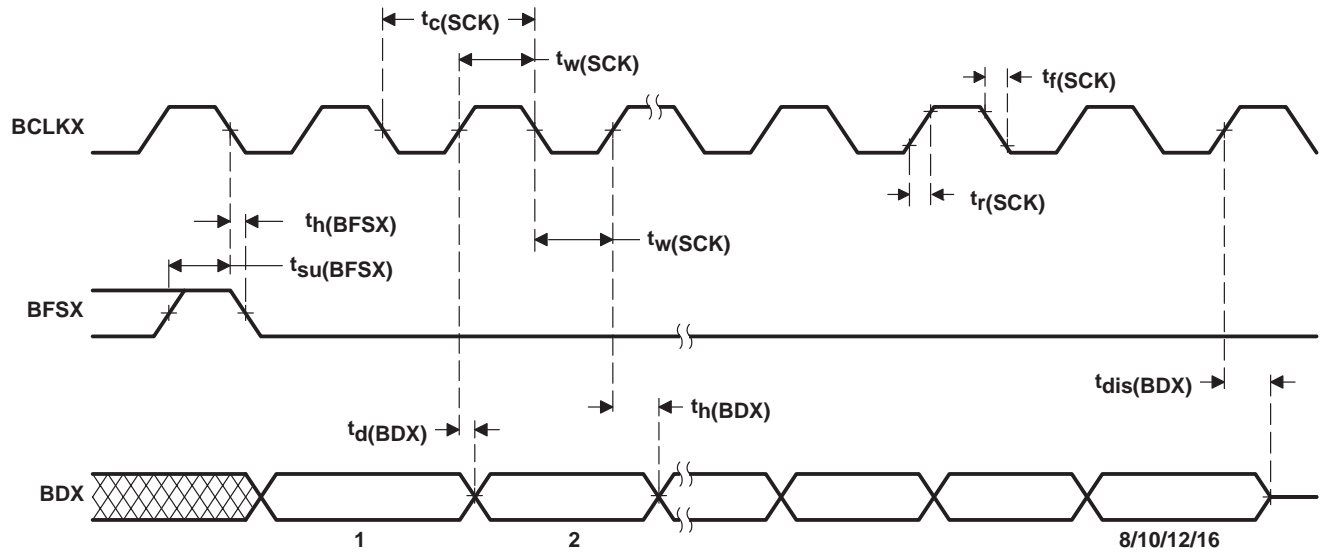 tc(SCK)
tw(SCK)
tf(SCK)
BCLKX
tr(SCK)
th(BFSX)
tw(SCK)
tsu(BFSX)
BFSX
tdis(BDX)
th(BDX)
td(BDX)
BDX
1
2
8/10/12/16